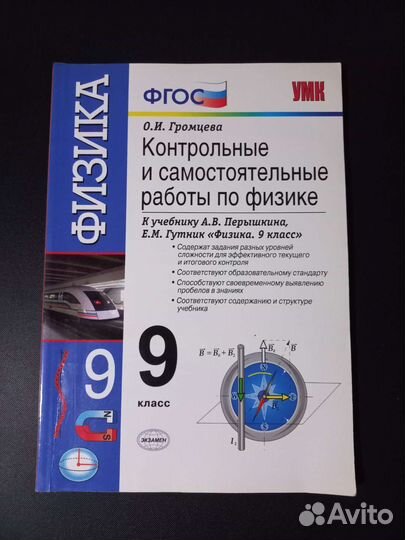 ФИЗИКА
ФГОС
УМК
О.И. Громцева
Контрольные
и самостоятельные
работы по физике
К учебнику А.В. Перышкина,
Е.М. Гутник «Физика. 9 класс»
• Содержат задания разных уровней
сложности для эффективного текущего
и итогового контроля
• Соответствуют образовательному стандарту
• Способствуют своевременному выявлению
пробелов в знаниях
• Соответствуют содержанию и структуре
учебника
9
9
класс
ЭКЗАМЕН
N
S
Avito